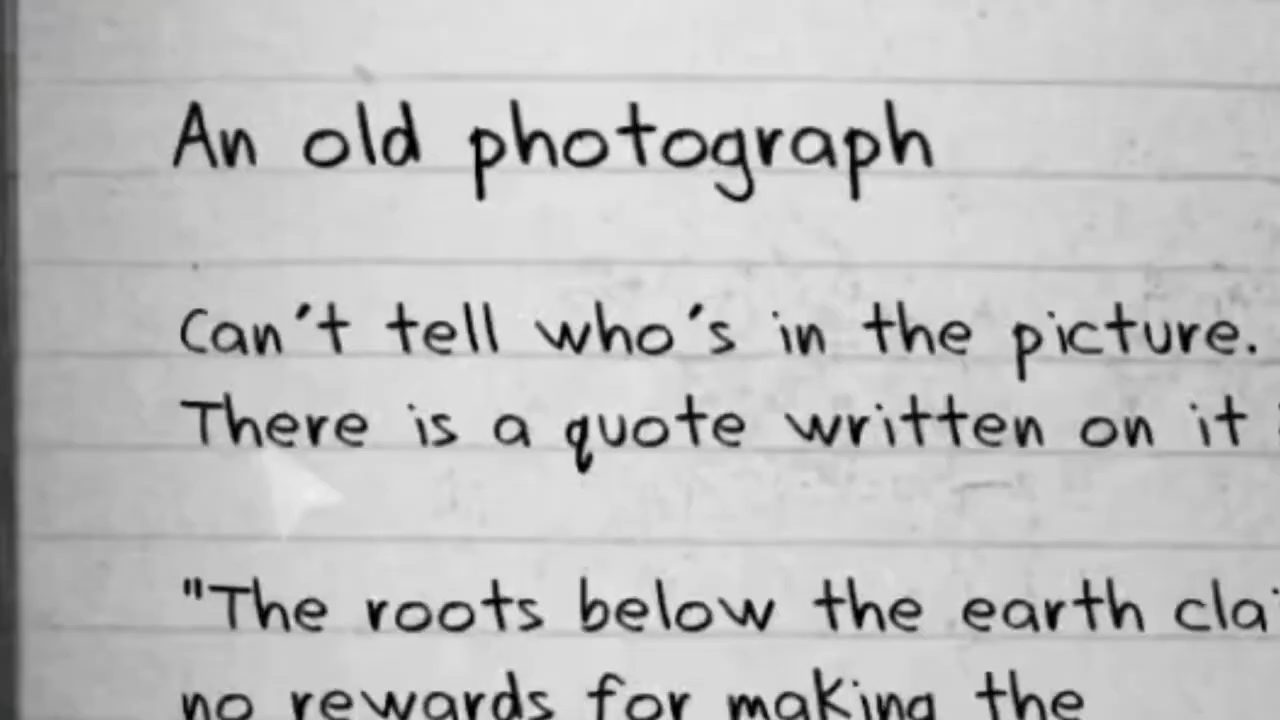 An old photograph
Can't tell who's in the picture.
There is a quote written on it
"The roots below the earth
no rewards for making the